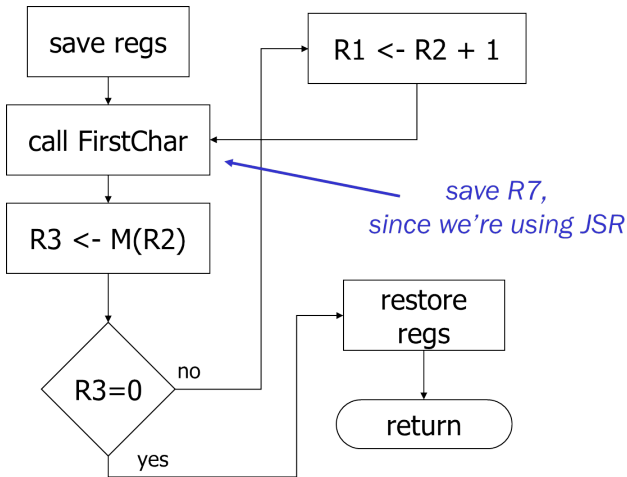 save regs
R1 <- R2 + 1
call FirstChar
save R7,
since we’re using JSR
R3 <- M(R2)
restore
regs
no
R3=0
return
yes